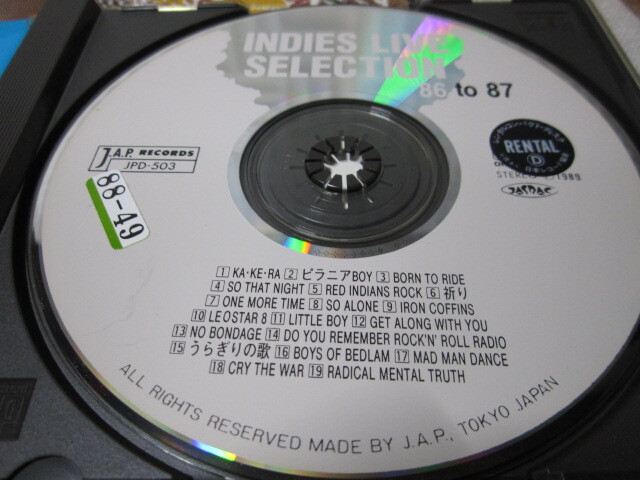 INDIES LIVE
SELECTION
86 to 87
J.A.P. RECORDS
JPD-503
88-49
RENTAL
D
STEREO
1989
1 KA・KE・RA 2 ピラニアBOY 3 BORN TO RIDE
4 SO THAT NIGHT 5 RED INDIANS ROCK 6 祈り
7 ONE MORE TIME 8 SO ALONE 9 IRON COFFINS
10 LEOSTAR 8 11 LITTLE BOY 12 GET ALONG WITH YOU
13 NO BONDAGE 14 DO YOU REMEMBER ROCK'N' ROLL RADIO
15 うらぎりの歌 16 BOYS OF BEDLAM 17 MAD MAN DANCE
18 CRY THE WAR 19 RADICAL MENTAL TRUTH
ALL RIGHTS RESERVED MADE BY J.A.P., TOKYO JAPAN